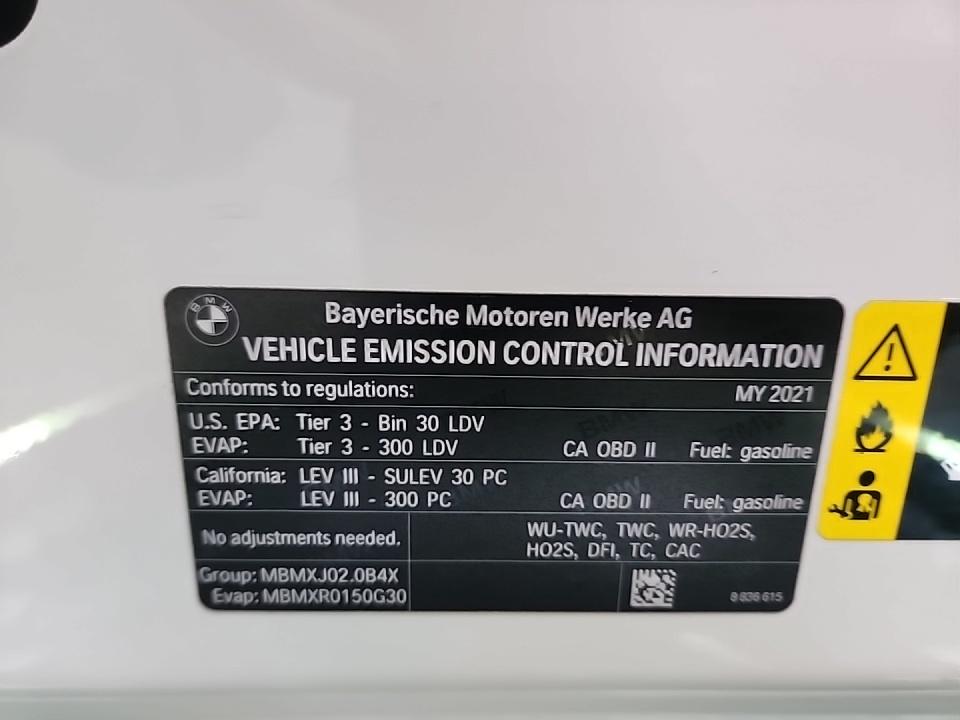 BMW
Bayerische Motoren Werke AG
VEHICLE EMISSION CONTROL INFORMATION
Conforms to regulations: MY 2021
U.S. EPA: Tier 3 - Bin 30 LDV
EVAP: Tier 3 - 300 LDV CA OBD II Fuel: gasoline
California: LEV III - SULEV 30 PC
EVAP: LEV III - 300 PC CA OBD II Fuel: gasoline
No adjustments needed. WU-TWC, TWC, WR-HO2S,
HO2S, DFI, TC, CAC
Group: MBMXJ02.0B4X
Evap: MBMXR0150G30
8 836 615